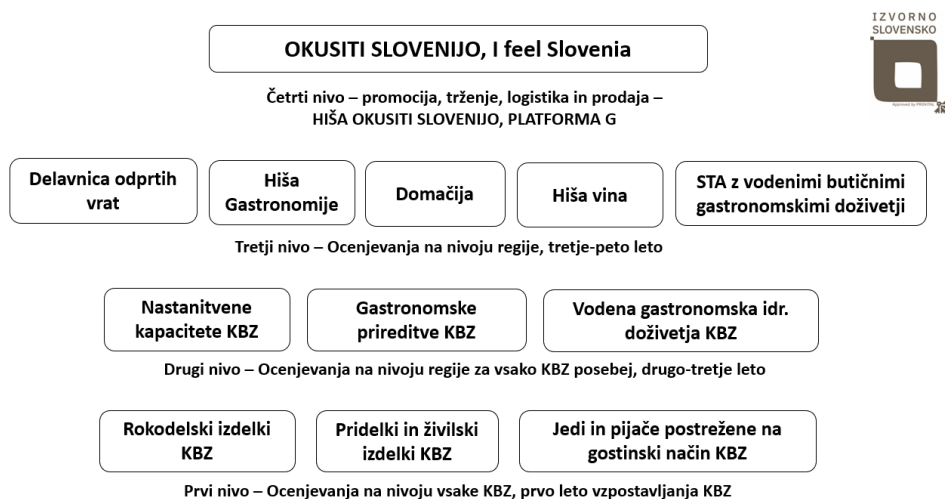 IZVORNO
SLOVENSKO
Approved by PROVITAL
OKUSITI SLOVENIJO, I feel Slovenia
Četrti nivo – promocija, trženje, logistika in prodaja –
HIŠA OKUSITI SLOVENIJO, PLATFORMA G
Delavnica odprtih
vrat
Hiša
Gastronomije
Domačija
Hiša vina
STA z vodenimi butičnimi
gastronomskimi doživetji
Tretji nivo – Ocenjevanja na nivoju regije, tretje-peto leto
Nastanitvene
kapacitete KBZ
Gastronomske
prireditve KBZ
Vodena gastronomska idr.
doživetja KBZ
Drugi nivo – Ocenjevanja na nivoju regije za vsako KBZ posebej, drugo-tretje leto
Rokodelski izdelki
KBZ
Pridelki in živilski
izdelki KBZ
Jedi in pijače postrežene na
gostinski način KBZ
Prvi nivo – Ocenjevanja na nivoju vsake KBZ, prvo leto vzpostavljanja KBZ